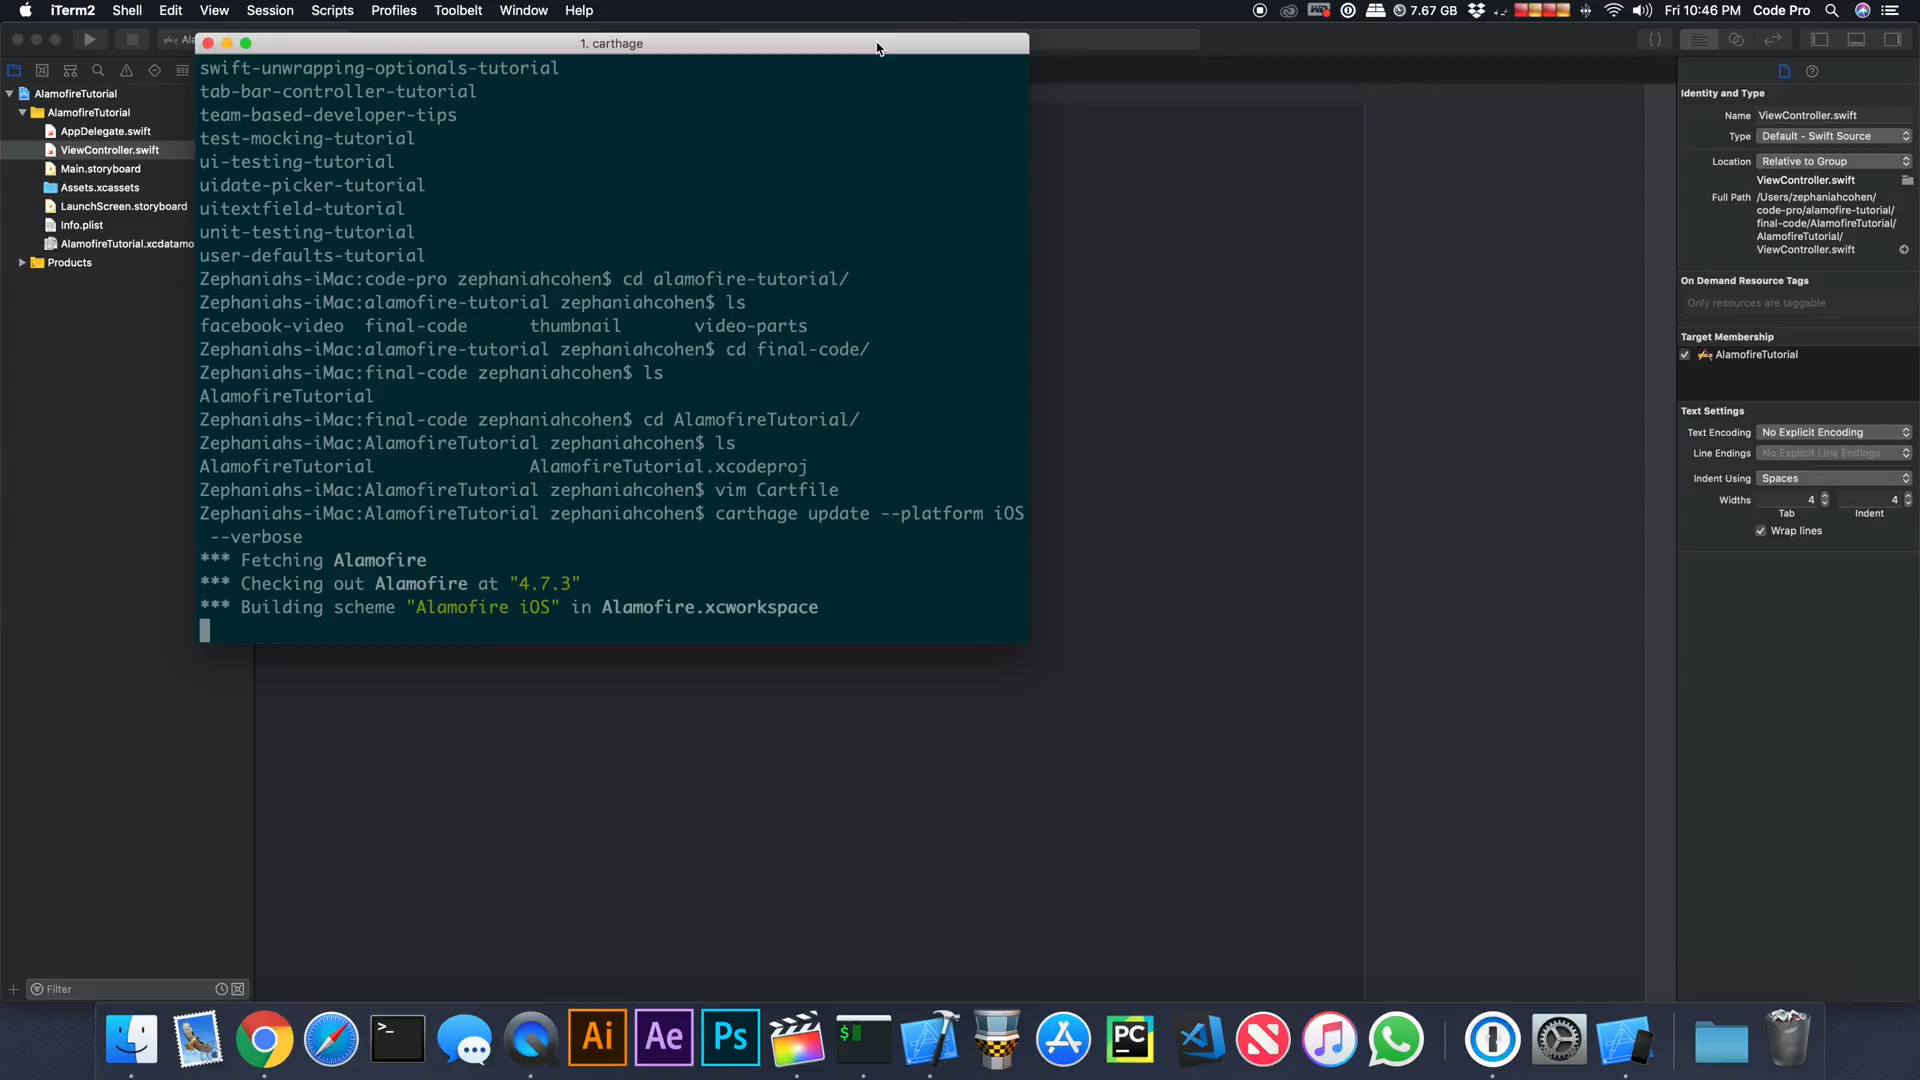 iTerm2 Shell Edit View Session Scripts Profiles Toolbelt Window Help 7.67 GB Fri 10:46 PM Code Pro
1. carthage
AlamofireTutorial
AlamofireTutorial
AppDelegate.swift
ViewController.swift
Main.storyboard
Assets.xcassets
LaunchScreen.storyboard
Info.plist
AlamofireTutorial.xcdatamo
Products
Filter
swift-unwrapping-optionals-tutorial
tab-bar-controller-tutorial
team-based-developer-tips
test-mocking-tutorial
ui-testing-tutorial
uidate-picker-tutorial
uitextfield-tutorial
unit-testing-tutorial
user-defaults-tutorial
Zephaniahs-iMac:code-pro zephaniahcohen$ cd alamofire-tutorial/
Zephaniahs-iMac:alamofire-tutorial zephaniahcohen$ ls
facebook-video final-code thumbnail video-parts
Zephaniahs-iMac:alamofire-tutorial zephaniahcohen$ cd final-code/
Zephaniahs-iMac:final-code zephaniahcohen$ ls
AlamofireTutorial
Zephaniahs-iMac:final-code zephaniahcohen$ cd AlamofireTutorial/
Zephaniahs-iMac:AlamofireTutorial zephaniahcohen$ ls
AlamofireTutorial AlamofireTutorial.xcodeproj
Zephaniahs-iMac:AlamofireTutorial zephaniahcohen$ vim Cartfile
Zephaniahs-iMac:AlamofireTutorial zephaniahcohen$ carthage update --platform iOS
--verbose
*** Fetching Alamofire
*** Checking out Alamofire at "4.7.3"
*** Building scheme "Alamofire iOS" in Alamofire.xcworkspace
Identity and Type
Name ViewController.swift
Type Default - Swift Source
Location Relative to Group
ViewController.swift
Full Path /Users/zephaniahcohen/
code-pro/alamofire-tutorial/
final-code/AlamofireTutorial/
AlamofireTutorial/
ViewController.swift
On Demand Resource Tags
Only resources are taggable
Target Membership
AlamofireTutorial
Text Settings
Text Encoding No Explicit Encoding
Line Endings No Explicit Line Endings
Indent Using Spaces
Widths 4 4
Tab Indent
Wrap lines
Ai Ae Ps PC